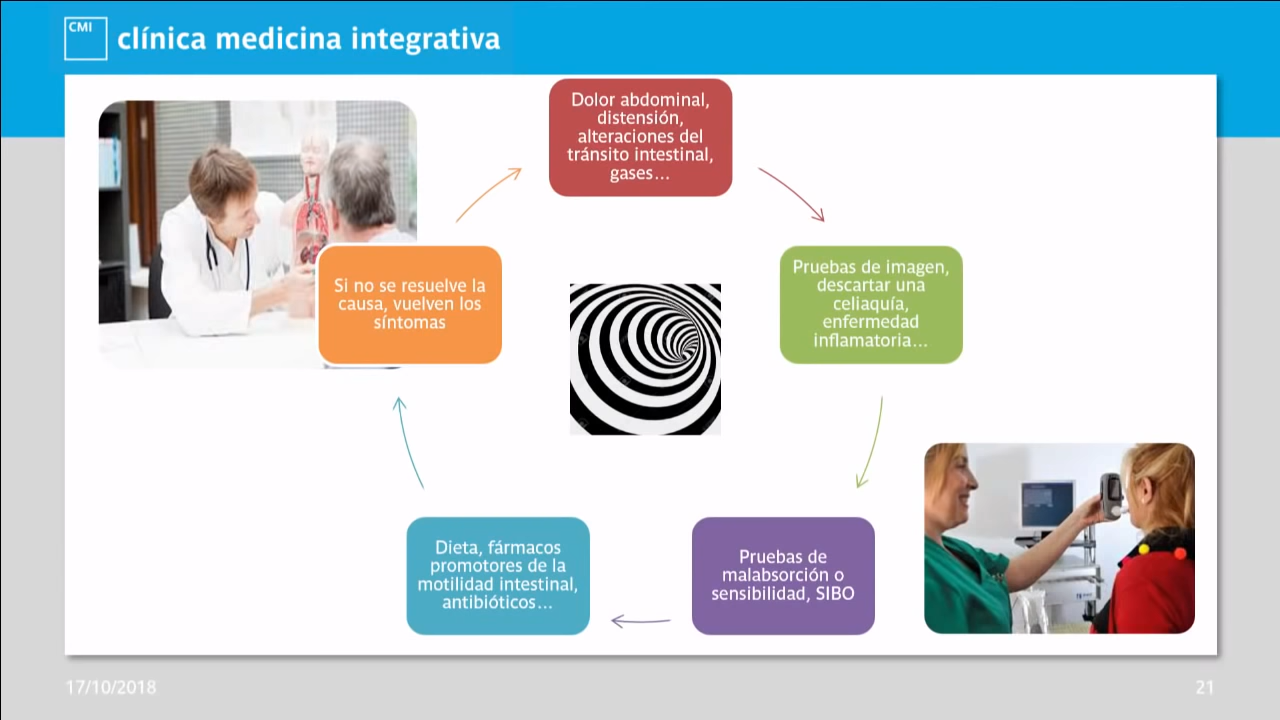 CMI
clínica medicina integrativa
Dolor abdominal,
distensión,
alteraciones del
tránsito intestinal,
gases...
Pruebas de imagen,
descartar una
celiaquía,
enfermedad
inflamatoria...
Pruebas de
malabsorción o
sensibilidad, SIBO
Dieta, fármacos
promotores de la
motilidad intestinal,
antibióticos...
Si no se resuelve la
causa, vuelven los
síntomas
17/10/2018
21